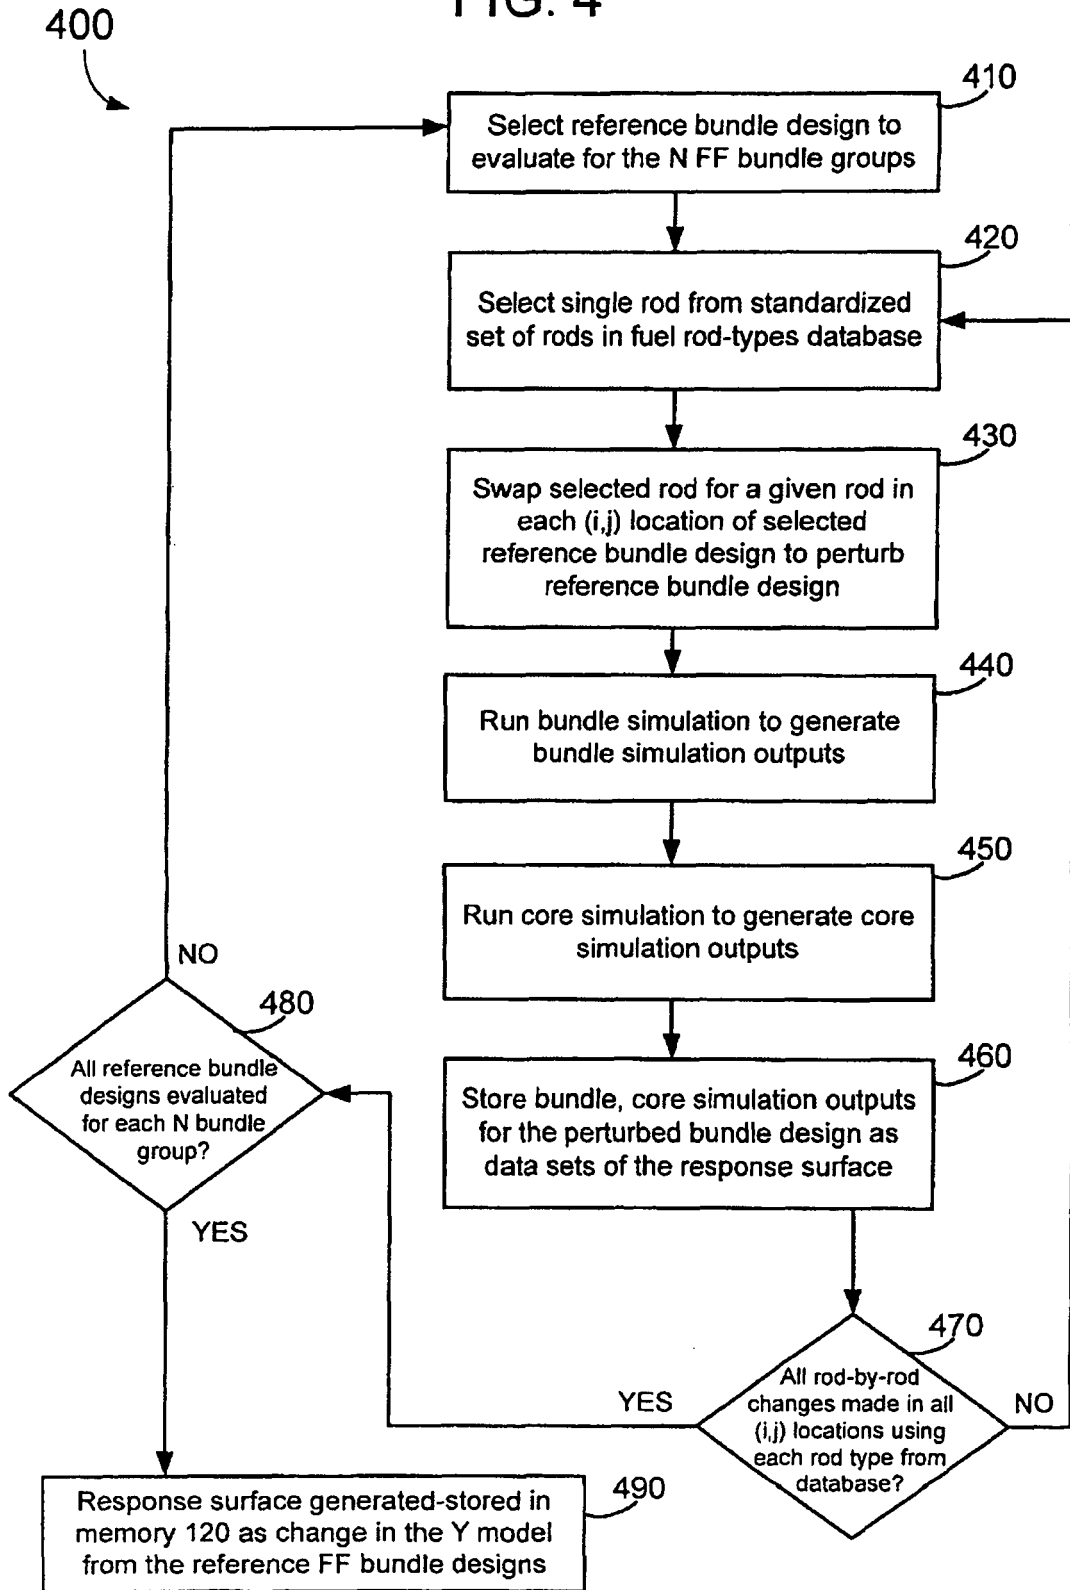 FIG. 4
400
410
Select reference bundle design to
evaluate for the N FF bundle groups
420
Select single rod from standardized
set of rods in fuel rod-types database
430
Swap selected rod for a given rod in
each (i,j) location of selected
reference bundle design to perturb
reference bundle design
440
Run bundle simulation to generate
bundle simulation outputs
450
Run core simulation to generate core
simulation outputs
460
Store bundle, core simulation outputs
for the perturbed bundle design as
data sets of the response surface
470
All rod-by-rod
changes made in all
(i,j) locations using
each rod type from
database?
YES
NO
NO
480
All reference bundle
designs evaluated
for each N bundle
group?
YES
490
Response surface generated-stored in
memory 120 as change in the Y model
from the reference FF bundle designs